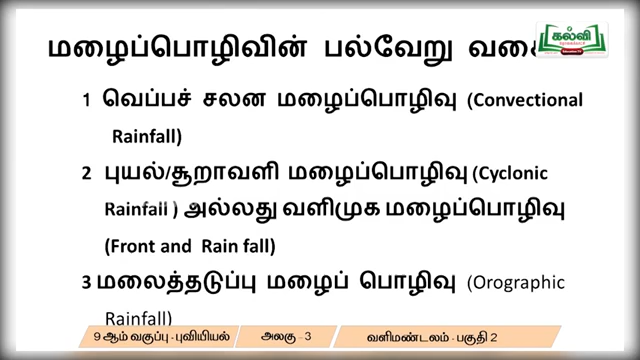 மழைப்பொழிவின் பல்வேறு
கல்வி
1 வெப்பச் சலன மழைப்பொழிவு (Convectional
Rainfall)
2 புயல்/சூறாவளி மழைப்பொழிவு (Cyclonic
Rainfall ) அல்லது வளிமுக மழைப்பொழிவு
(Front and Rain fall)
3 மலைத்தடுப்பு மழைப் பொழிவு (Orographic
Rainfall)
9 ஆம் வகுப்பு - புவியியல் அலகு - 3 வளிமண்டலம் - பகுதி 2